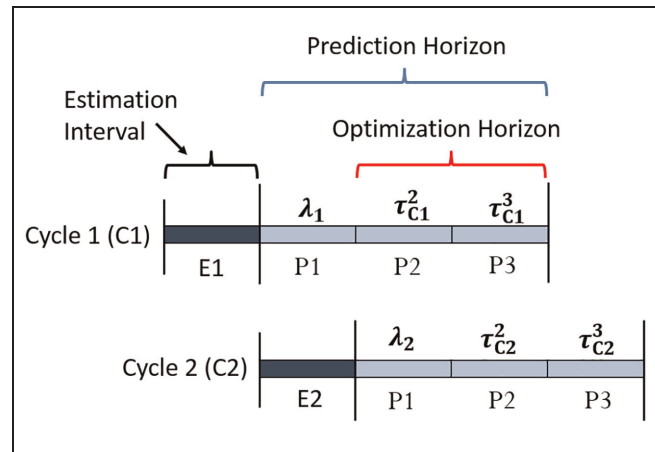 Prediction Horizon
Estimation
Interval
Optimization Horizon
λ₁ τ²C1 τ³C1
Cycle 1 (C1)
E1 P1 P2 P3
λ₂ τ²C2 τ³C2
Cycle 2 (C2)
E2 P1 P2 P3